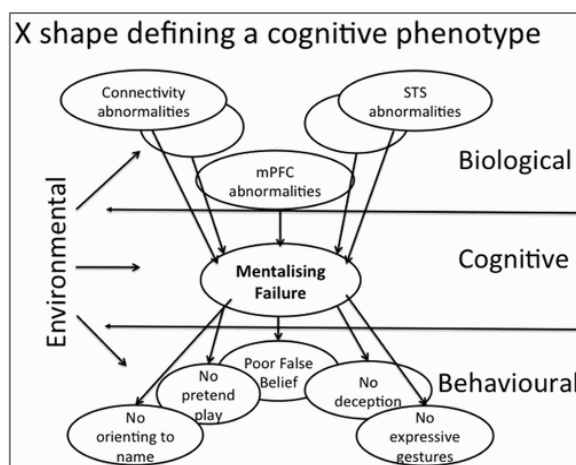 X shape defining a cognitive phenotype
Connectivity
abnormalities
STS
abnormalities
Biological
mPFC
abnormalities
Environmental
Cognitive
Mentalising
Failure
Behavioural
Poor False
Belief
No
pretend
play
No
deception
No
orienting to
name
No
expressive
gestures